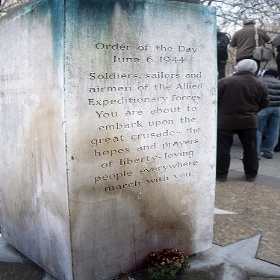 Order of the Day
June 6, 1944
Soldiers, sailors and
airmen of the Allied
Expeditionary forces
You are about to
embark upon the
great crusade– the
hopes and prayers
of liberty-loving
people everywhere
march with you.